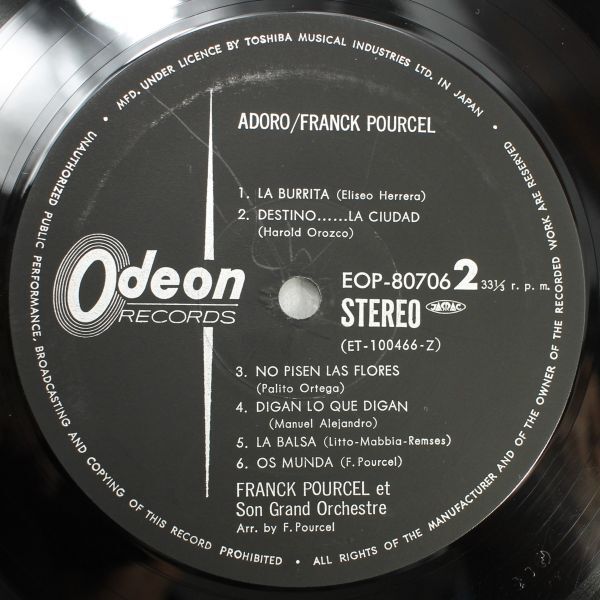 • MFD. UNDER LICENCE BY TOSHIBA MUSICAL INDUSTRIES LTD. IN JAPAN •
ADORO/FRANCK POURCEL
1. LA BURRITA (Eliseo Herrera)
2. DESTINO......LA CIUDAD
(Harold Orozco)
Odeon
RECORDS
EOP-80706 2 33⅓ r. p. m.
STEREO JASRAC
(ET-100466-Z)
3. NO PISEN LAS FLORES
(Palito Ortega)
4. DIGAN LO QUE DIGAN
(Manuel Alejandro)
5. LA BALSA (Litto-Mabbia-Remses)
6. OS MUNDA (F. Pourcel)
FRANCK POURCEL et
Son Grand Orchestre
Arr. by F. Pourcel
UNAUTHORIZED PUBLIC PERFORMANCE, BROADCASTING AND COPYING OF THIS RECORD PROHIBITED • ALL RIGHTS OF THE MANUFACTURER AND OF THE OWNER OF THE RECORDED WORK ARE RESERVED